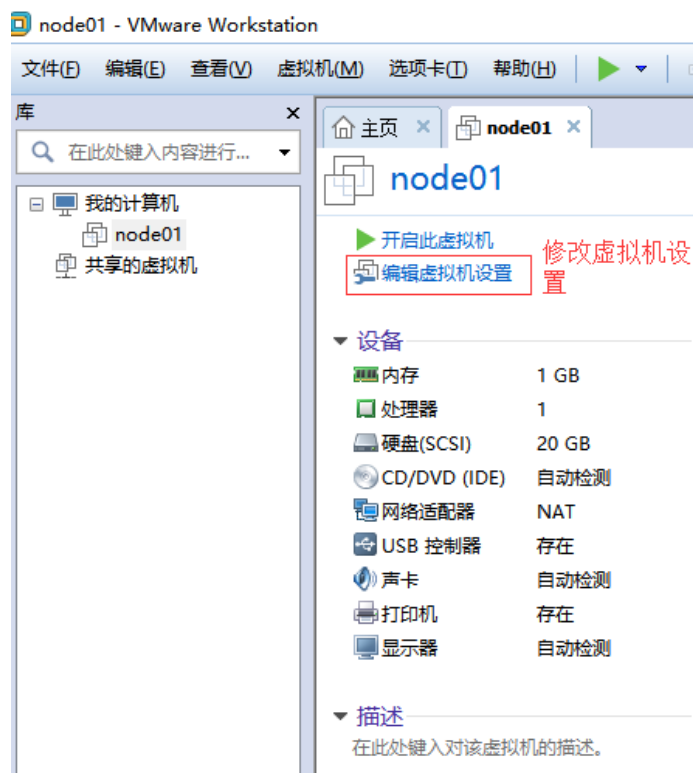 node01 - VMware Workstation
文件(F) 编辑(E) 查看(V) 虚拟机(M) 选项卡(T) 帮助(H)
库
在此处键入内容进行...
我的计算机
node01
共享的虚拟机
主页
node01
node01
开启此虚拟机
编辑虚拟机设置
修改虚拟机设
置
设备
内存 1 GB
处理器 1
硬盘(SCSI) 20 GB
CD/DVD (IDE) 自动检测
网络适配器 NAT
USB 控制器 存在
声卡 自动检测
打印机 存在
显示器 自动检测
描述
在此处键入对该虚拟机的描述。